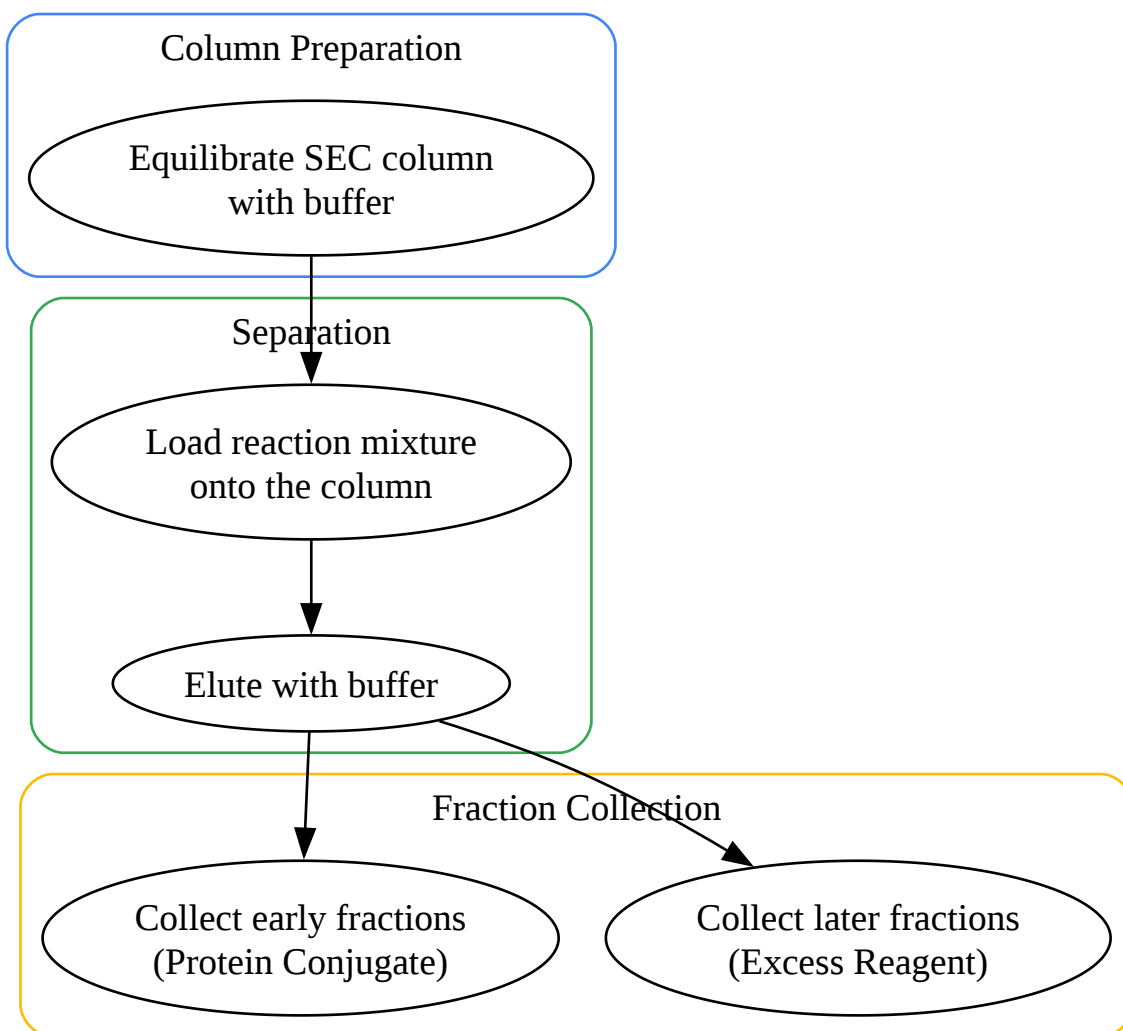 Column Preparation
Equilibrate SEC column
with buffer
Separation
Load reaction mixture
onto the column
Elute with buffer
Fraction Collection
Collect early fractions
(Protein Conjugate)
Collect later fractions
(Excess Reagent)